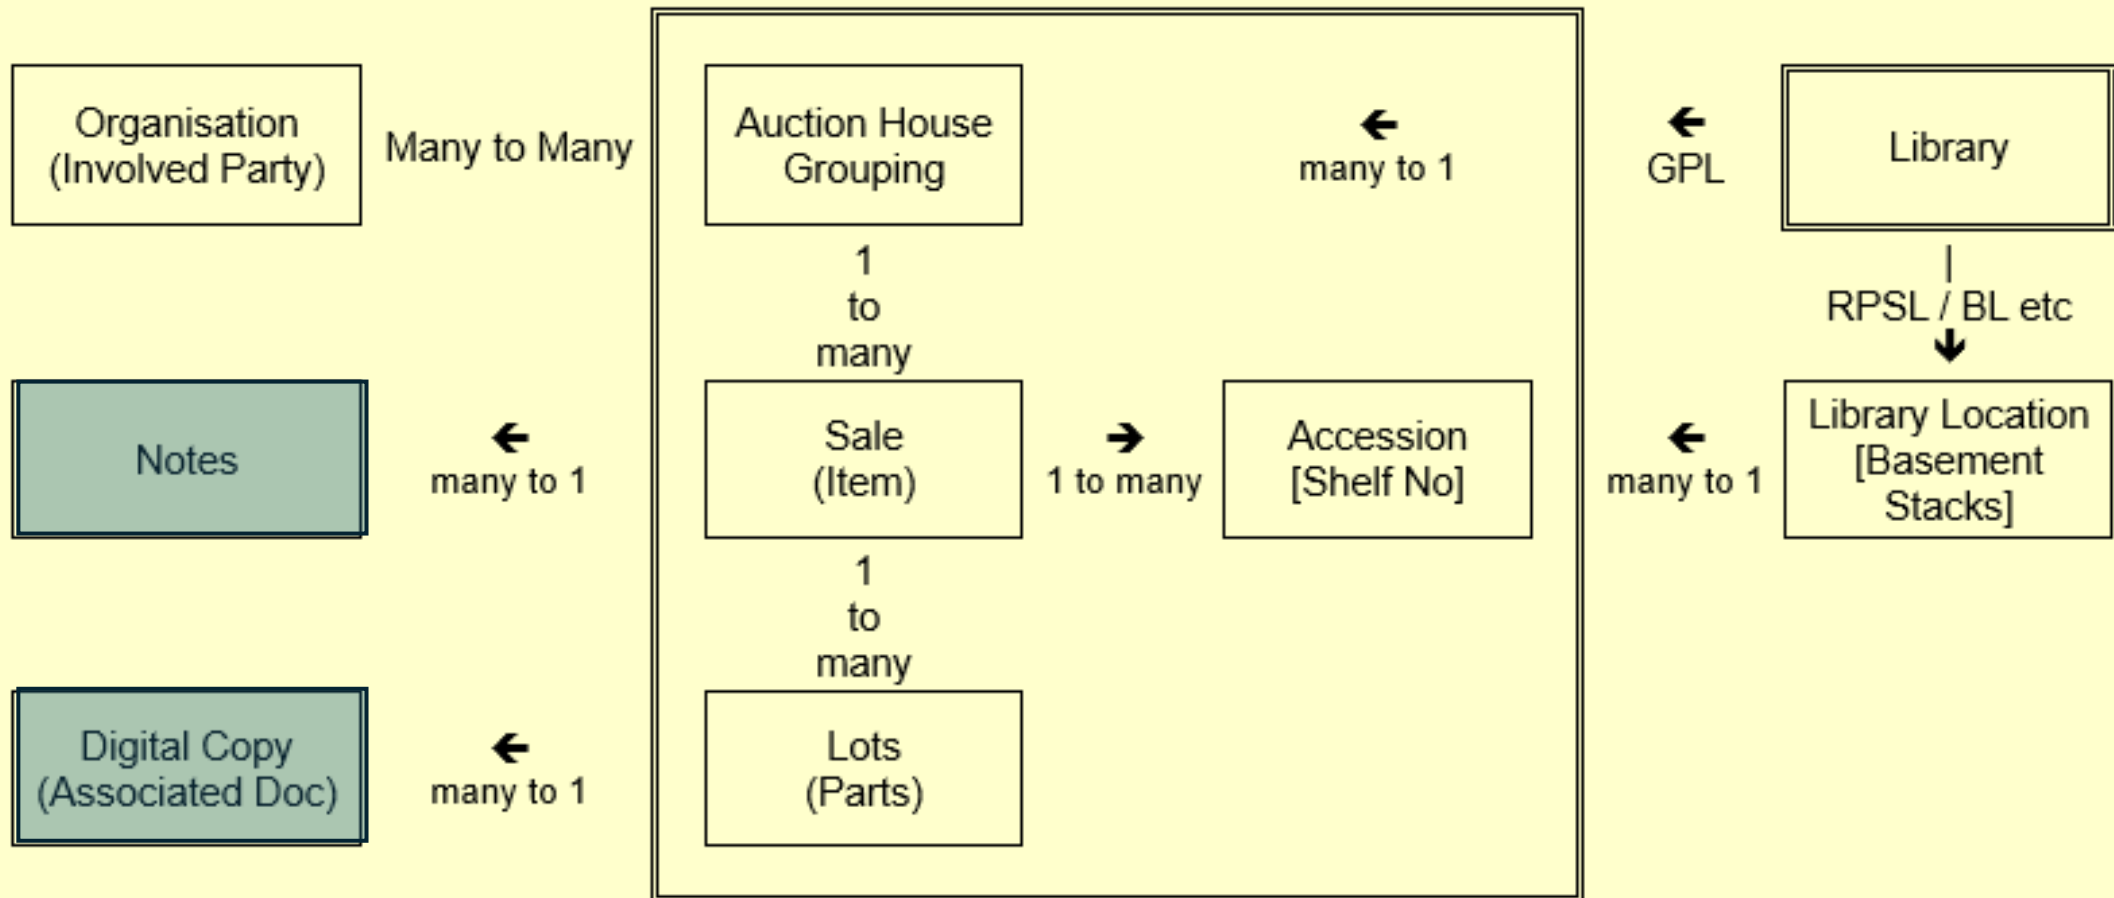 Organisation
(Involved Party)
Many to Many
Auction House
Grouping
🡨
many to 1
🡨
GPL
Library
1
to
many
|
RPSL / BL etc
🡫
Notes
🡨
many to 1
Sale
(Item)
🡪
1 to many
Accession
[Shelf No]
🡨
many to 1
Library Location
[Basement
Stacks]
1
to
many
Digital Copy
(Associated Doc)
🡨
many to 1
Lots
(Parts)